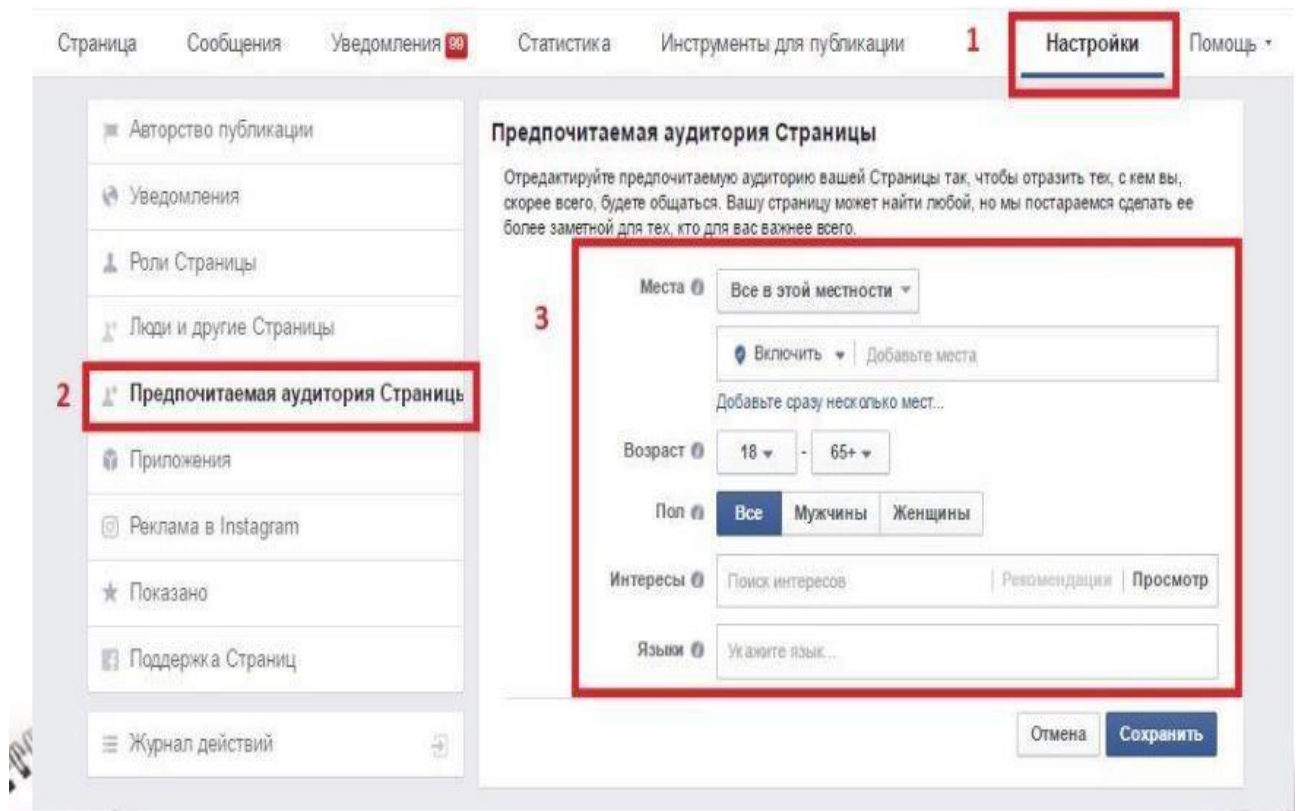 Страница Сообщения Уведомления 99 Статистика Инструменты для публикации 1 Настройки Помощь
Авторство публикации
Уведомления
Роли Страницы
Люди и другие Страницы
2 Предпочитаемая аудитория Страницы
Приложения
Реклама в Instagram
Показано
Поддержка Страниц
Журнал действий
Предпочитаемая аудитория Страницы
Отредактируйте предпочитаемую аудиторию вашей Страницы так, чтобы отразить тех, с кем вы,
скорее всего, будете общаться. Вашу страницу может найти любой, но мы постараемся сделать ее
более заметной для тех, кто для вас важнее всего.
3
Места Все в этой местности
Включить Добавьте места
Добавьте сразу несколько мест...
Возраст 18 - 65+
Пол Все Мужчины Женщины
Интересы Поиск интересов Рекомендации Просмотр
Языки Укажите язык...
Отмена Сохранить